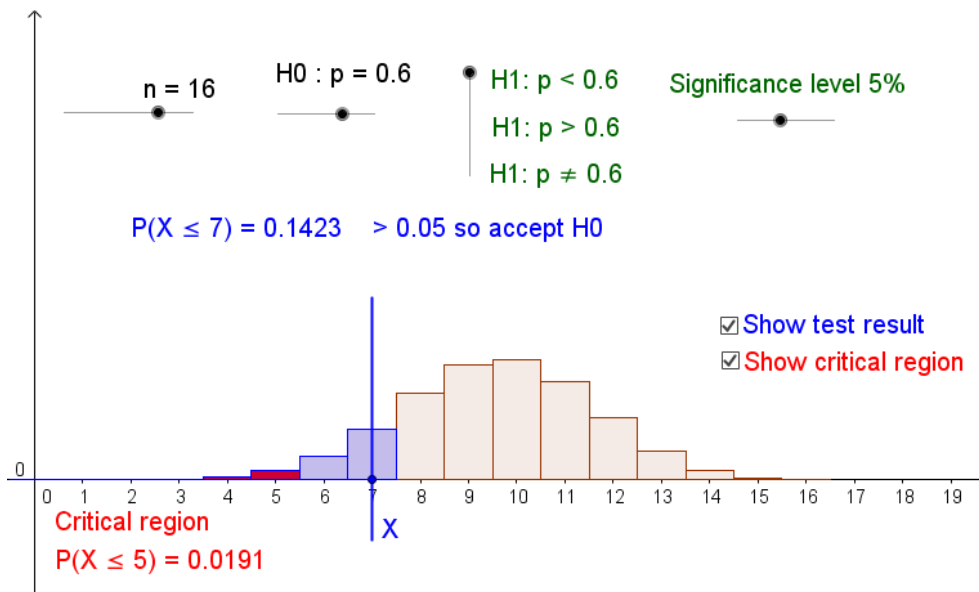 n = 16
H0 : p = 0.6
H1: p < 0.6
H1: p > 0.6
H1: p ≠ 0.6
Significance level 5%
P(X ≤ 7) = 0.1423 > 0.05 so accept H0
Show test result
Show critical region
0
0 1 2 3 4 5 6 7 8 9 10 11 12 13 14 15 16 17 18 19
X
Critical region
P(X ≤ 5) = 0.0191